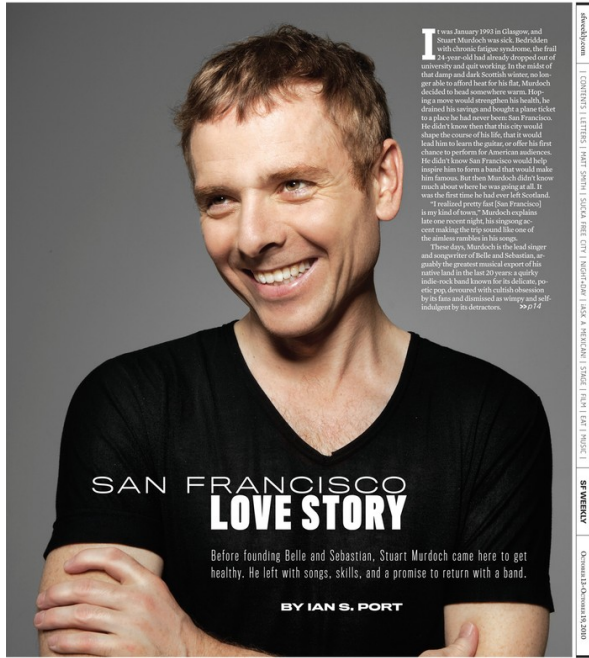 It was January 1993 in Glasgow, and
Stuart Murdoch was sick. Bedridden
with chronic fatigue syndrome, the frail
24-year-old had already dropped out of
university and quit working. In the midst of
that damp and dark Scottish winter, no lon-
ger able to afford heat for his flat, Murdoch
decided to head somewhere warm. Hop-
ing a move would strengthen his health, he
drained his savings and bought a plane ticket
to a place he had never been: San Francisco.
He didn't know then that this city would
shape the course of his life, that it would
lead him to learn the guitar, or offer his first
chance to perform for American audiences.
He didn't know San Francisco would help
inspire him to form a band that would make
him famous. But then Murdoch didn't know
much about where he was going at all. It
was the first time he had ever left Scotland.
"I realized pretty fast [San Francisco]
is my kind of town," Murdoch explains
late one recent night, his singsong ac-
cent making the trip sound like one of
the aimless rambles in his songs.
These days, Murdoch is the lead singer
and songwriter of Belle and Sebastian, ar-
guably the greatest musical export of his
native land in the last 20 years: a quirky
indie-rock band known for its delicate, po-
etic pop, devoured with cultish obsession
by its fans and dismissed as wimpy and self-
indulgent by its detractors. >>p14
SAN FRANCISCO
LOVE STORY
Before founding Belle and Sebastian, Stuart Murdoch came here to get
healthy. He left with songs, skills, and a promise to return with a band.
BY IAN S. PORT
sfweekly.com
| CONTENTS | LETTERS | MATT SMITH | SUCKA FREE CITY | NIGHT+DAY | ¡ASK A MEXICAN! | STAGE | FILM | EAT | MUSIC |
SF WEEKLY
OCTOBER 13–OCTOBER 19, 2010